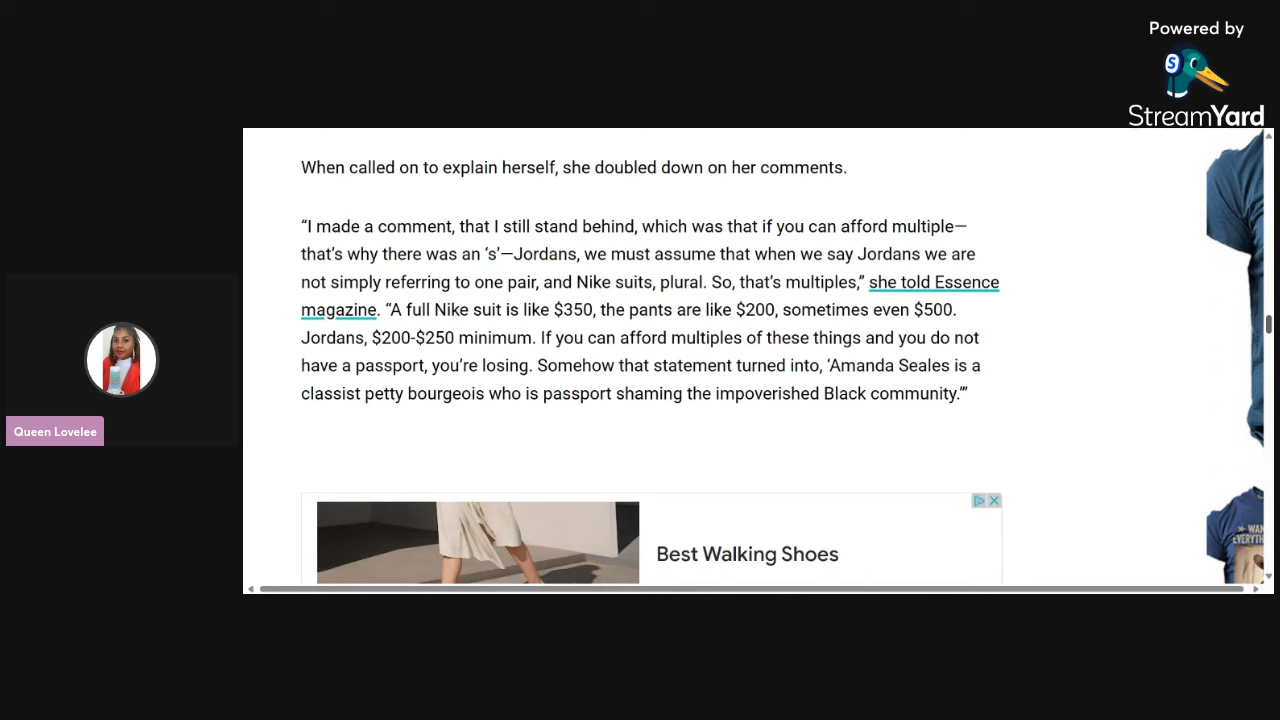 Powered by
StreamYard
When called on to explain herself, she doubled down on her comments.
“I made a comment, that I still stand behind, which was that if you can afford multiple—
that’s why there was an ‘s’—Jordans, we must assume that when we say Jordans we are
not simply referring to one pair, and Nike suits, plural. So, that’s multiples,” she told Essence
magazine. “A full Nike suit is like $350, the pants are like $200, sometimes even $500.
Jordans, $200-$250 minimum. If you can afford multiples of these things and you do not
have a passport, you’re losing. Somehow that statement turned into, ‘Amanda Seales is a
classist petty bourgeois who is passport shaming the impoverished Black community.’”
Queen Lovelee
Best Walking Shoes